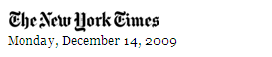 The New York Times
Monday, December 14, 2009